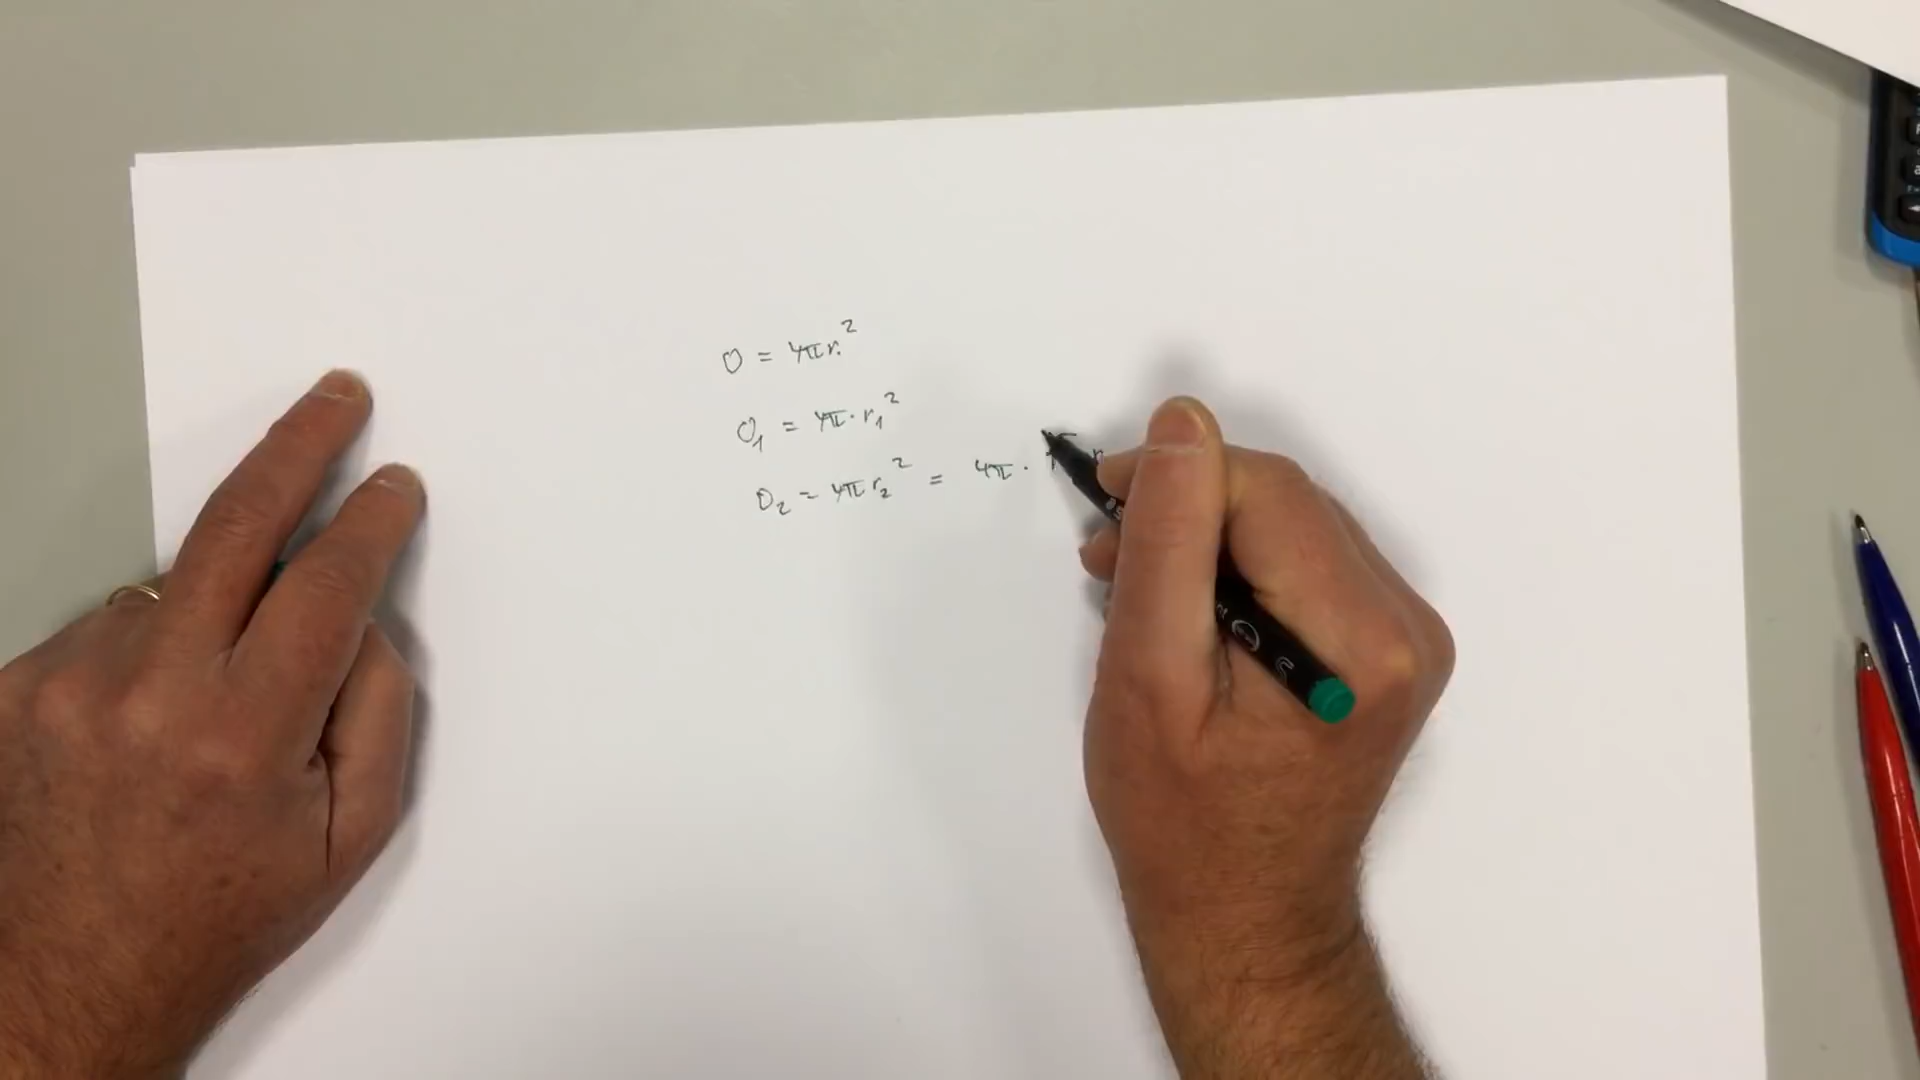 O = 4πr²
O₁ = 4π · r₁²
O₂ = 4πr₂² = 4π ·